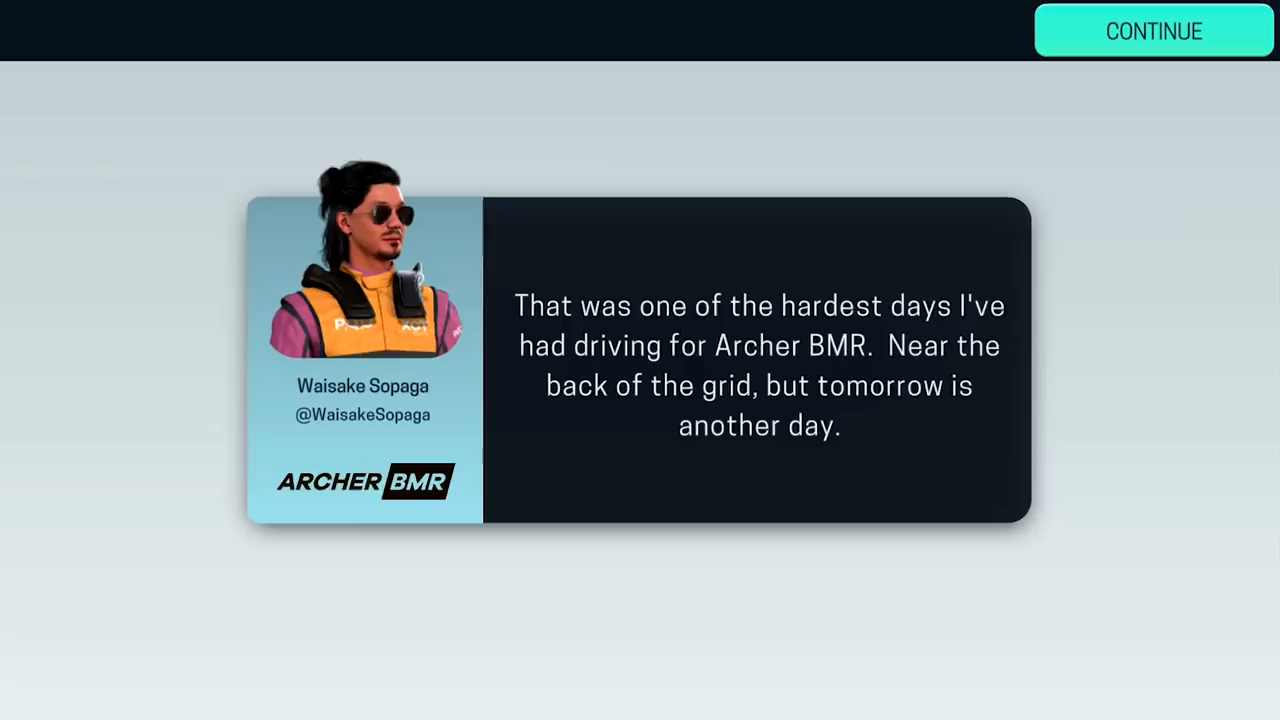 CONTINUE
That was one of the hardest days I've
had driving for Archer BMR.  Near the
back of the grid, but tomorrow is
another day.
Waisake Sopaga
@WaisakeSopaga
ARCHER BMR